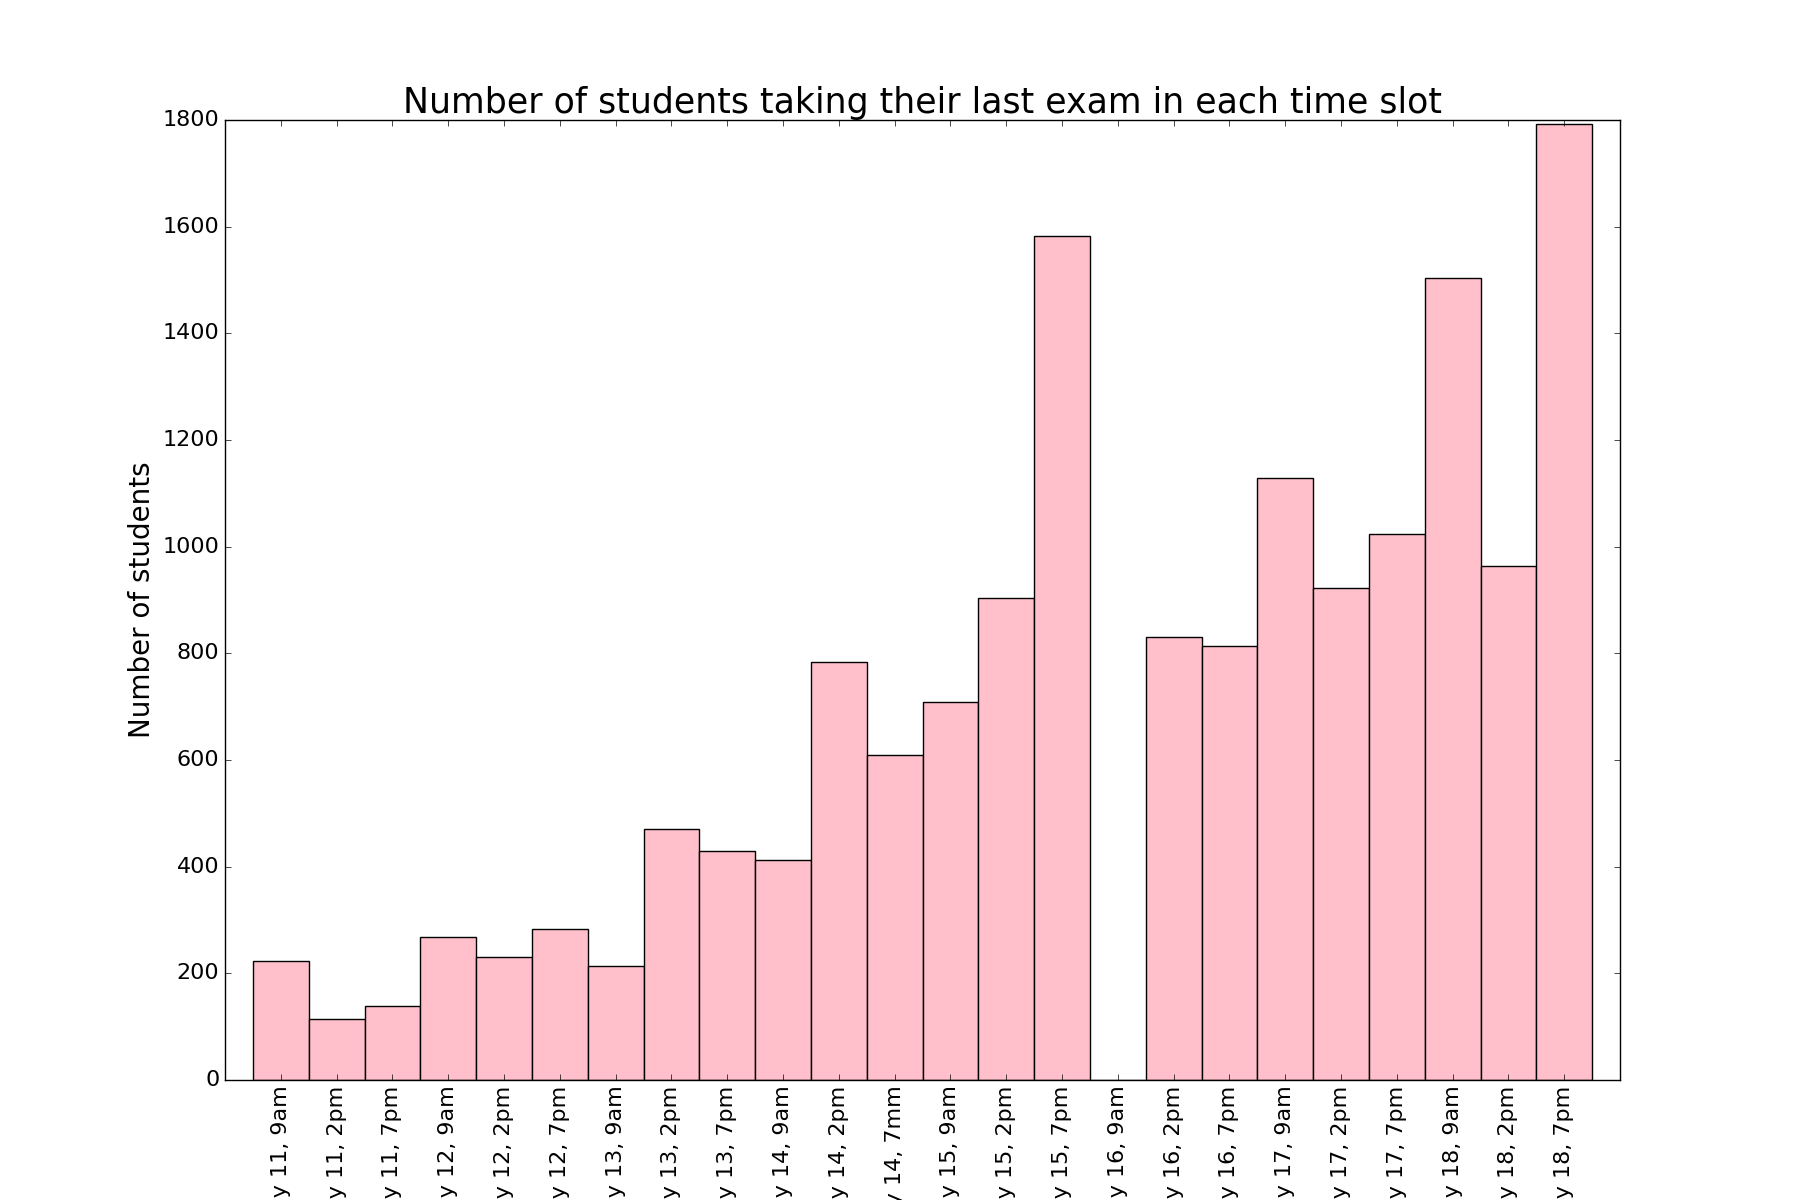 Number of students taking their last exam in each time slot
Number of students
1800
1600
1400
1200
1000
800
600
400
200
0
y 11, 9am
y 11, 2pm
y 11, 7pm
y 12, 9am
y 12, 2pm
y 12, 7pm
y 13, 9am
y 13, 2pm
y 13, 7pm
y 14, 9am
y 14, 2pm
y 14, 7mm
y 15, 9am
y 15, 2pm
y 15, 7pm
y 16, 9am
y 16, 2pm
y 16, 7pm
y 17, 9am
y 17, 2pm
y 17, 7pm
y 18, 9am
y 18, 2pm
y 18, 7pm